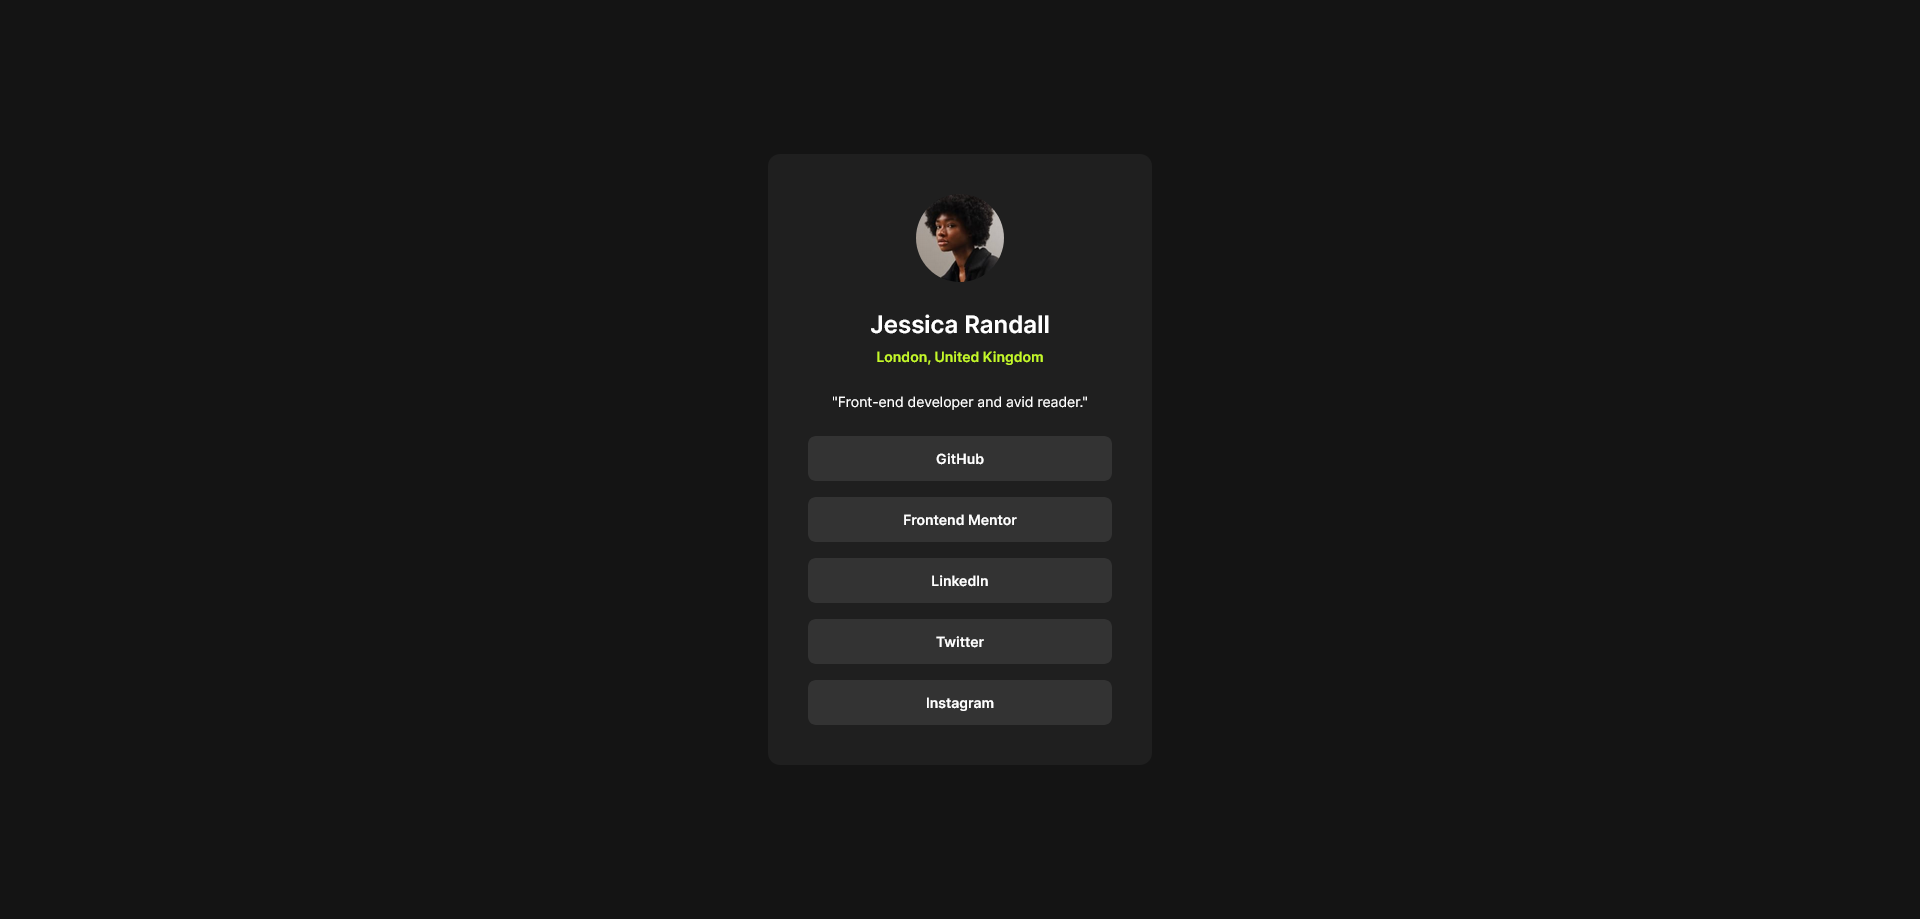 Jessica Randall
London, United Kingdom
"Front-end developer and avid reader."
GitHub
Frontend Mentor
LinkedIn
Twitter
Instagram